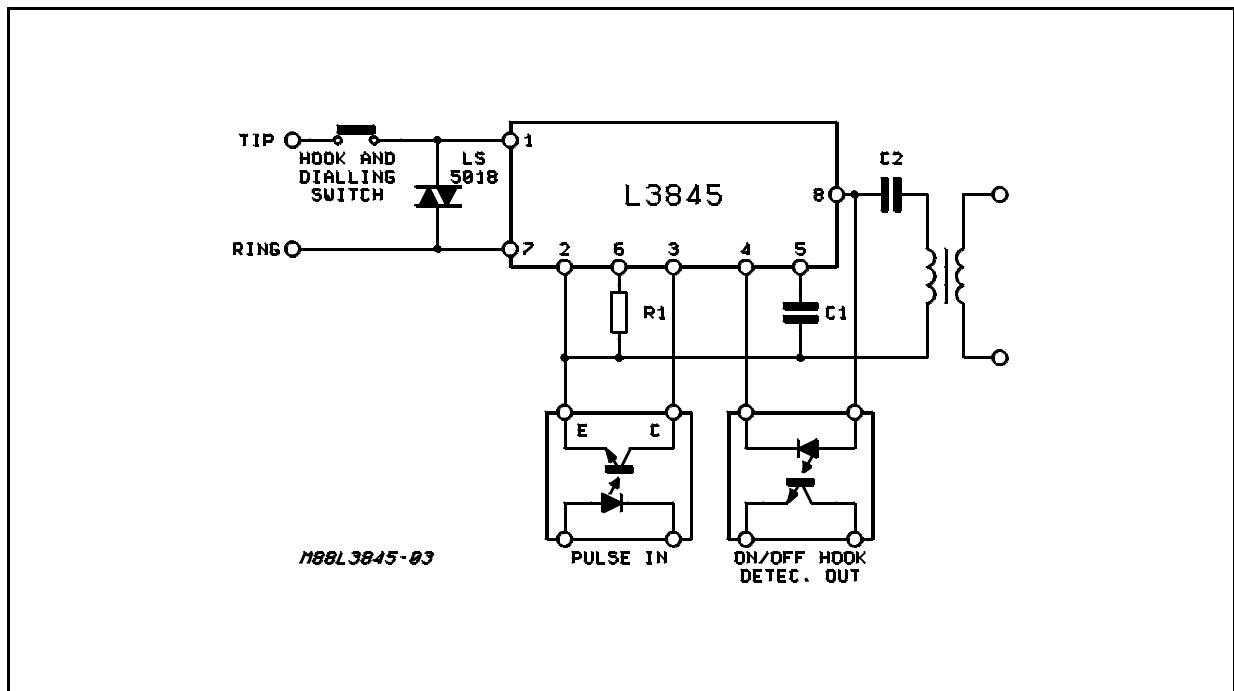 TIP
HOOK AND
DIALLING
SWITCH
LS
5018
RING
1
7
L3845
8
2
6
3
4
5
C2
R1
C1
E
C
PULSE IN
ON/OFF HOOK
DETEC. OUT
M88L3845-03